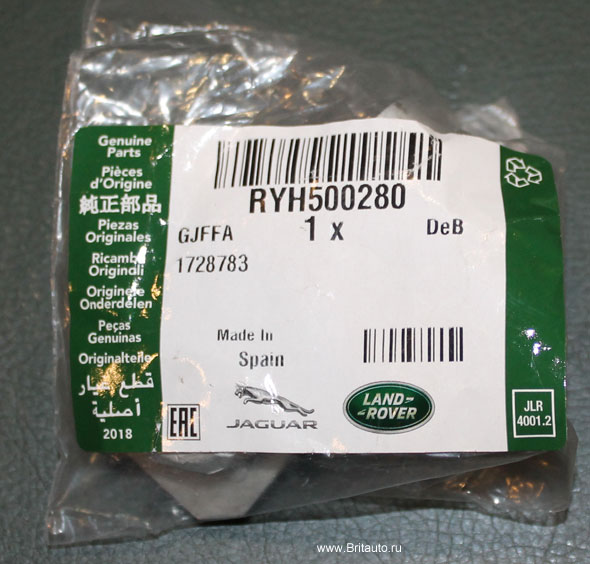 Genuine
Parts
Pièces
d'Origine
純正部品
Piezas
Originales
Ricambi
Originali
Originele
Onderdelen
Peças
Genuinas
Originalteile
قطع غيار
أصلية
2018
RYH500280
1 x
DeB
GJFFA
1728783
Made In
Spain
EAC
JAGUAR
LAND-
-ROVER
JLR
4001.2
www.Britauto.ru